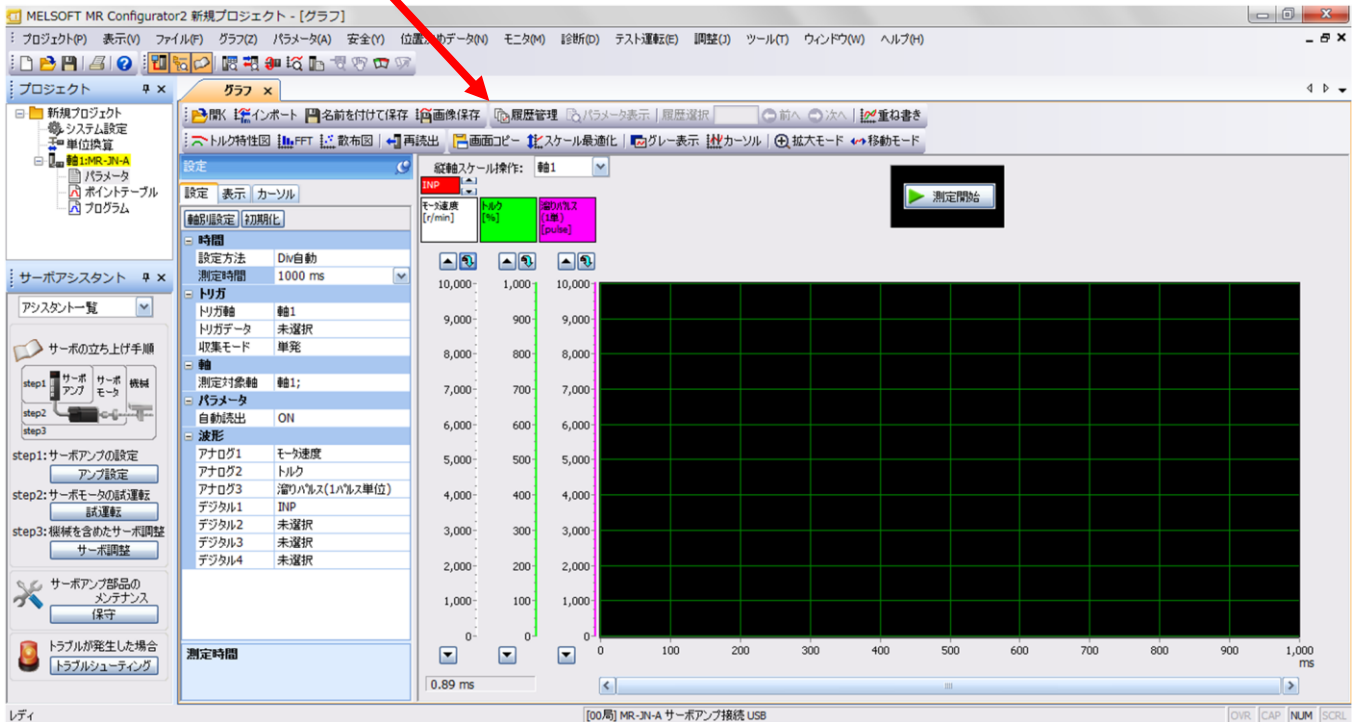 MELSOFT MR Configurator2 新規プロジェクト - [グラフ]
プロジェクト(P) 表示(V) ファイル(F) グラフ(Z) パラメータ(A) 安全(Y) 位置決めデータ(N) モニタ(M) 診断(D) テスト運転(E) 調整(J) ツール(T) ウィンドウ(W) ヘルプ(H)
プロジェクト
新規プロジェクト
システム設定
単位換算
軸1:MR-JN-A
パラメータ
ポイントテーブル
プログラム
サーボアシスタント
アシスタント一覧
サーボの立ち上げ手順
step1
サーボ
アンプ
サーボ
モータ
機械
step2
step3
step1:サーボアンプの設定
アンプ設定
step2:サーボモータの試運転
試運転
step3:機械を含めたサーボ調整
サーボ調整
サーボアンプ部品の
メンテナンス
保守
トラブルが発生した場合
トラブルシューティング
グラフ
開く インポート 名前を付けて保存 画像保存 履歴管理 パラメータ表示 履歴選択 前へ 次へ 重ね書き
トルク特性図 FFT 散布図 再読出 画面コピー スケール最適化 グレー表示 カーソル 拡大モード 移動モード
設定
設定 表示 カーソル
軸別設定 初期化
時間
設定方法 Div自動
測定時間 1000 ms
トリガ
トリガ軸 軸1
トリガデータ 未選択
収集モード 単発
軸
測定対象軸 軸1;
パラメータ
自動読出 ON
波形
アナログ1 モータ速度
アナログ2 トルク
アナログ3 溜りパルス(1パルス単位)
デジタル1 INP
デジタル2 未選択
デジタル3 未選択
デジタル4 未選択
測定時間
縦軸スケール操作: 軸1
INP
モータ速度
[r/min]
トルク
[%]
溜りパルス
(1単)
[pulse]
測定開始
10,000 1,000 10,000
9,000 900 9,000
8,000 800 8,000
7,000 700 7,000
6,000 600 6,000
5,000 500 5,000
4,000 400 4,000
3,000 300 3,000
2,000 200 2,000
1,000 100 1,000
0 0 0
0 100 200 300 400 500 600 700 800 900 1,000
ms
0.89 ms
レディ
[00局] MR-JN-A サーボアンプ接続 USB
OVR CAP NUM SCRL